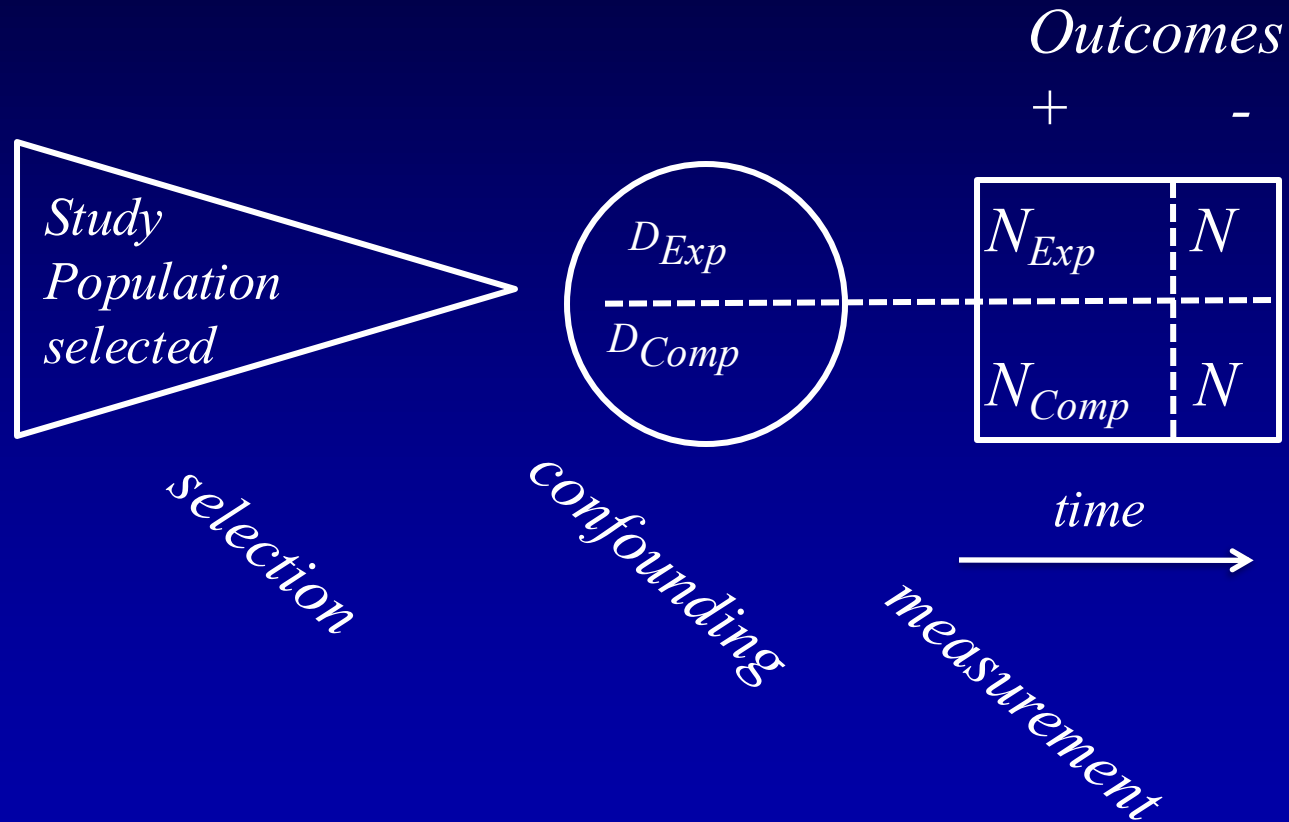 Outcomes
+ -
Study
Population
selected
D_Exp
D_Comp
N_Exp N
N_Comp N
time
selection
confounding
measurement